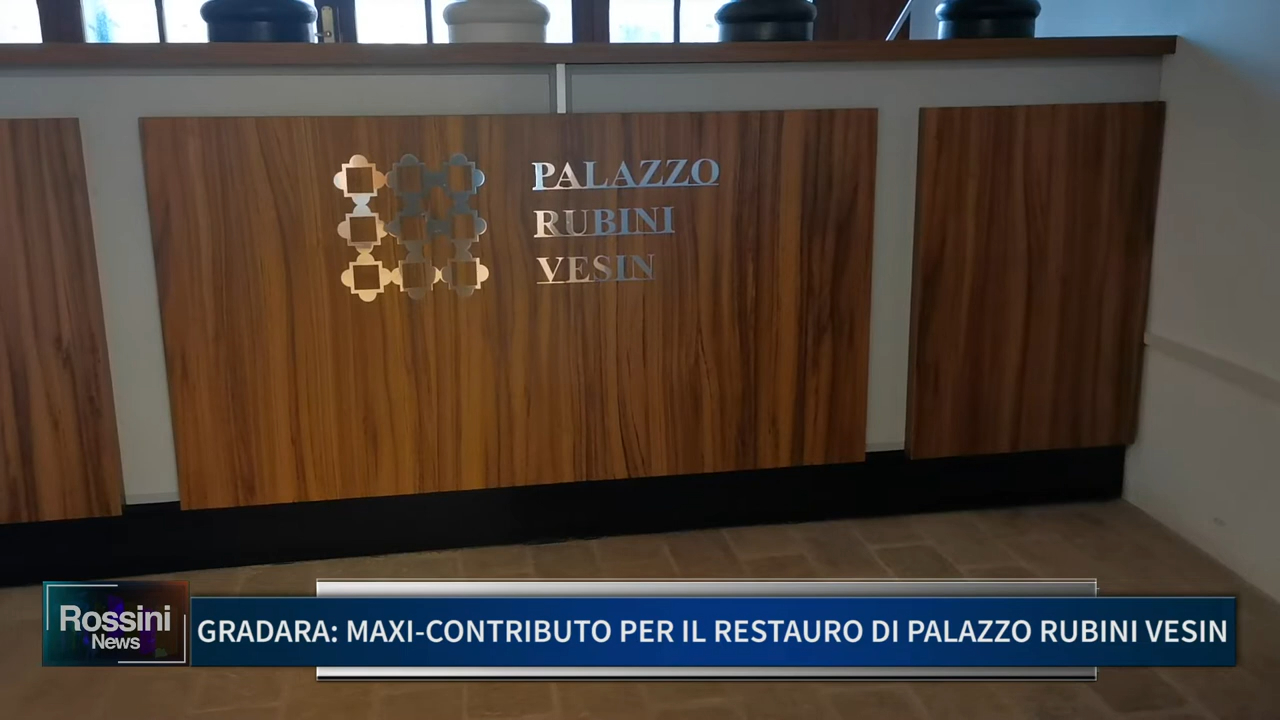 PALAZZO
RUBINI
VESIN
Rossini
News
GRADARA: MAXI-CONTRIBUTO PER IL RESTAURO DI PALAZZO RUBINI VESIN